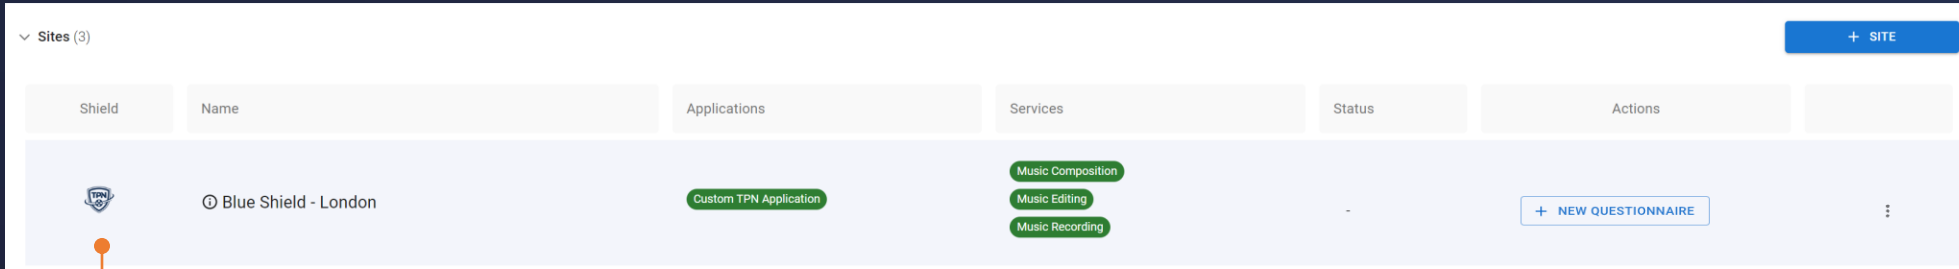 Sites (3)
+ SITE
Shield Name Applications Services Status Actions
TPN
Blue Shield - London
Custom TPN Application
Music Composition
Music Editing
Music Recording
-
+ NEW QUESTIONNAIRE